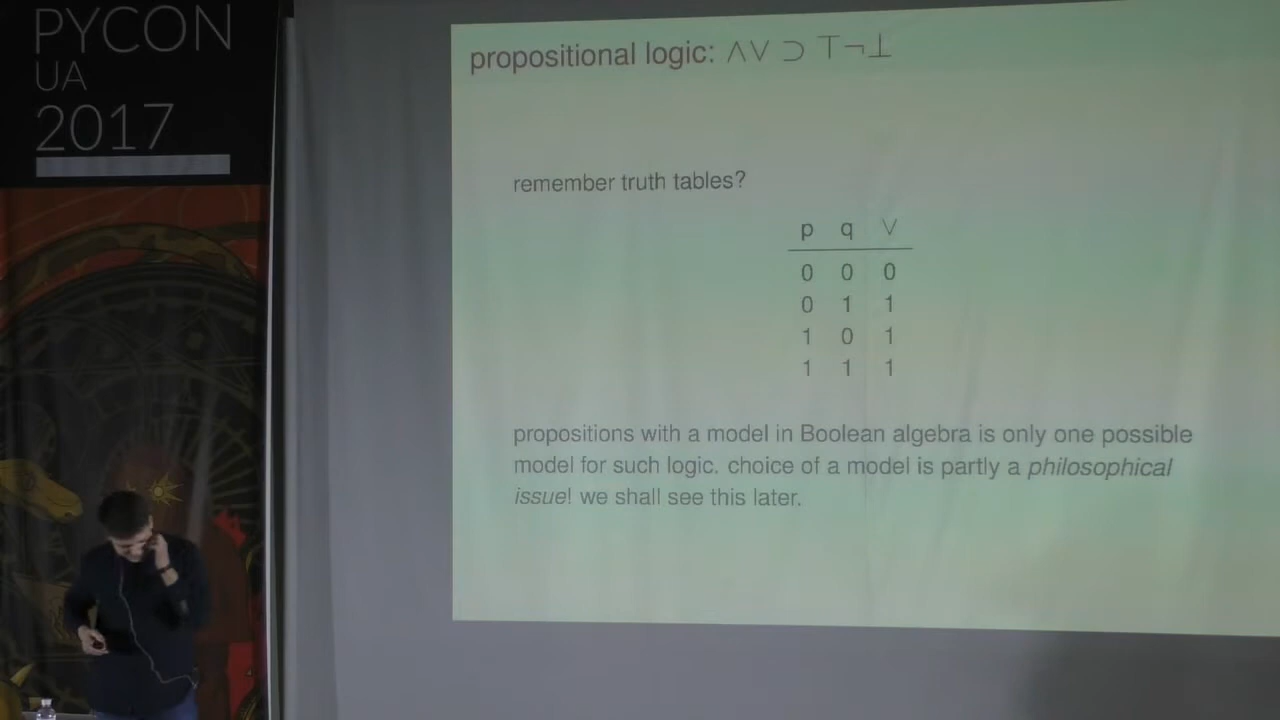 PYCON
UA
2017
propositional logic: ∧∨ ⊃ ⊤¬⊥
remember truth tables?
p q ∨
0 0 0
0 1 1
1 0 1
1 1 1
propositions with a model in Boolean algebra is only one possible
model for such logic. choice of a model is partly a philosophical
issue! we shall see this later.